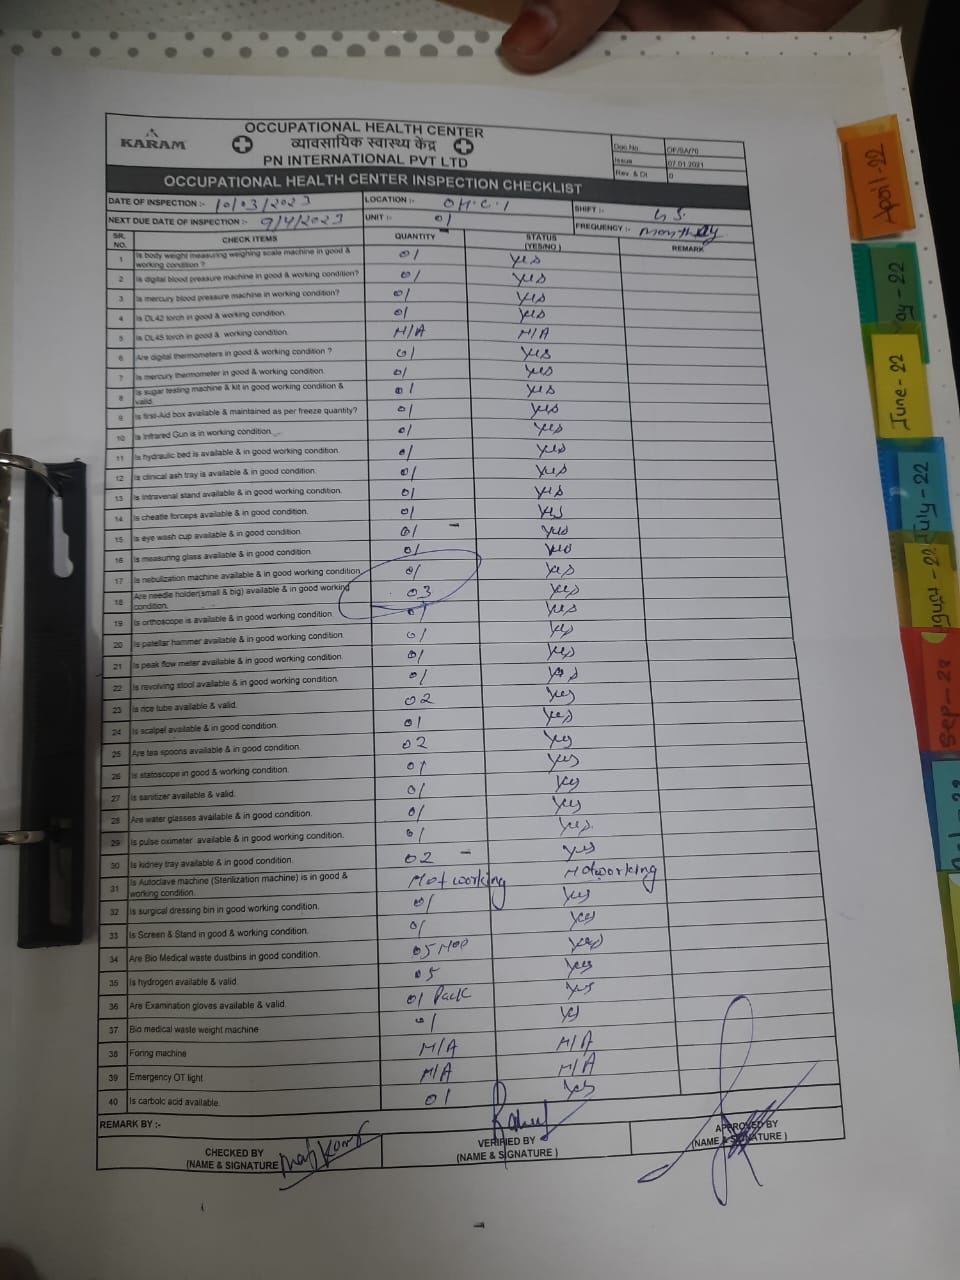 KARAM
OCCUPATIONAL HEALTH CENTER
व्यावसायिक स्वास्थ्य केंद्र
PN INTERNATIONAL PVT LTD
Doc No OF/SA/70
Issue 07.01.2021
Rev. & Dt 0
OCCUPATIONAL HEALTH CENTER INSPECTION CHECKLIST
DATE OF INSPECTION :- 10/03/2023 LOCATION :- O.H.C.1 SHIFT :- G.S.
NEXT DUE DATE OF INSPECTION :- 9/4/2023 UNIT :- 01 FREQUENCY :- monthly
SR. NO. CHECK ITEMS QUANTITY STATUS (YES/NO) REMARK
1 Is body weight measuring weighing scale machine in good & working condition ? 01 yes
2 Is digital blood pressure machine in good & working condition? 01 yes
3 Is mercury blood pressure machine in working condition? 01 yes
4 Is DL42 torch in good & working condition. 01 yes
5 Is DL45 torch in good & working condition. N/A N/A
6 Are digital thermometers in good & working condition ? 01 yes
7 Is mercury thermometer in good & working condition. 01 yes
8 Is sugar testing machine & kit in good working condition & valid. 01 yes
9 Is first-Aid box available & maintained as per freeze quantity? 01 yes
10 Is Infrared Gun is in working condition. 01 yes
11 Is hydraulic bed is available & in good working condition. 01 yes
12 Is clinical ash tray is available & in good condition. 01 yes
13 Is intravenal stand available & in good working condition. 01 yes
14 Is cheatle forceps available & in good condition. 01 yes
15 Is eye wash cup available & in good condition. 01 yes
16 Is measuring glass available & in good condition. 01 yes
17 Is nebulization machine available & in good working condition. 01 yes
18 Are needle holder(small & big) available & in good working condition. 03 yes
19 Is orthoscope is available & in good working condition. 01 yes
20 Is patellar hammer available & in good working condition. 01 yes
21 Is peak flow meter available & in good working condition. 01 yes
22 Is revolving stool available & in good working condition. 01 yes
23 Is rice tube available & valid. 02 yes
24 Is scalpel available & in good condition. 01 yes
25 Are tea spoons available & in good condition. 02 yes
26 Is statoscope in good & working condition. 01 yes
27 Is sanitizer available & valid. 01 yes
28 Are water glasses available & in good condition. 01 yes
29 Is pulse oximeter available & in good working condition. 01 yes
30 Is kidney tray available & in good condition. 02 yes
31 Is Autoclave machine (Sterilization machine) is in good & working condition. Not working Not working
32 Is surgical dressing bin in good working condition. 01 yes
33 Is Screen & Stand in good & working condition. 01 yes
34 Are Bio Medical waste dustbins in good condition. 05 yes
35 Is hydrogen available & valid. 05 yes
36 Are Examination gloves available & valid. 01 Pack yes
37 Bio medical waste weight machine 01 yes
38 Foring machine N/A N/A
39 Emergency OT light N/A N/A
40 Is carbolc acid available. 01 yes
REMARK BY :-
CHECKED BY
(NAME & SIGNATURE
VERIFIED BY
(NAME & SIGNATURE )
APPROVED BY
(NAME & SIGNATURE )
April-22
May-22
June-22
July-22
August-22
Sep-22